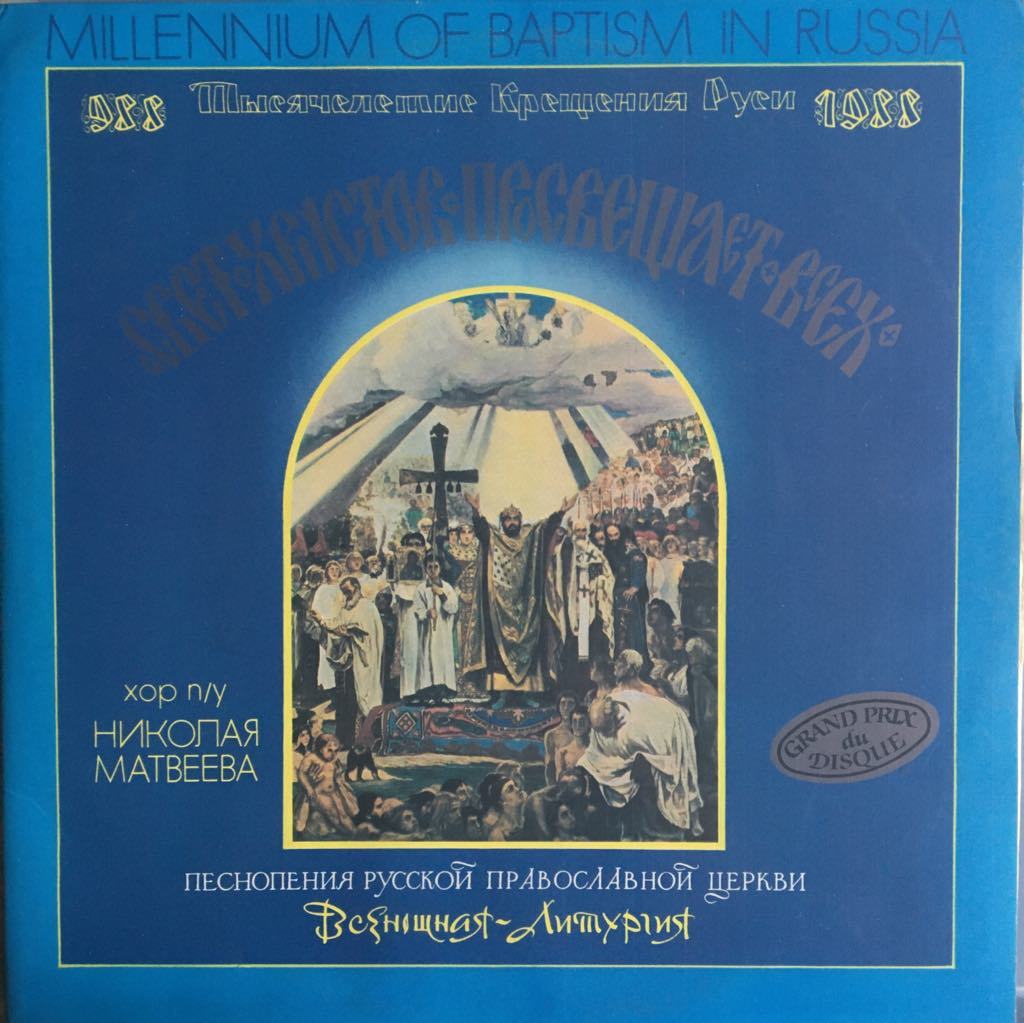 MILLENNIUM OF BAPTISM IN RUSSIA
988 Тысячелетие Крещения Руси 1988
СВЕТ·ХРИСТОВ·ПРОСВЕЩАЕТ·ВСЕХ·
хор п/у
НИКОЛАЯ
МАТВЕЕВА
GRAND PRIX
du
DISQUE
ПЕСНОПЕНИЯ РУССКОЙ ПРАВОСЛАВНОЙ ЦЕРКВИ
Всенощная-Литургия